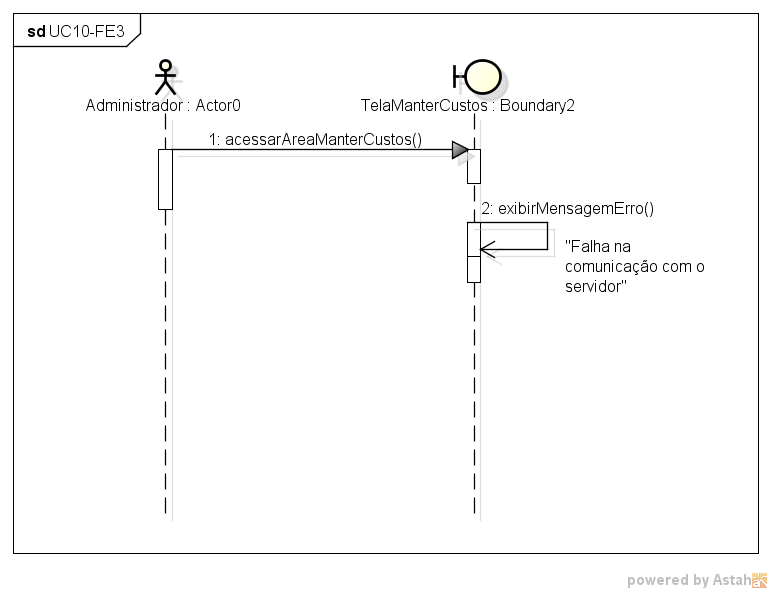 sd UC10-FE3
Administrador : Actor0
TelaManterCustos : Boundary2
1: acessarAreaManterCustos()
2: exibirMensagemErro()
"Falha na
comunicação com o
servidor"
powered by Astah